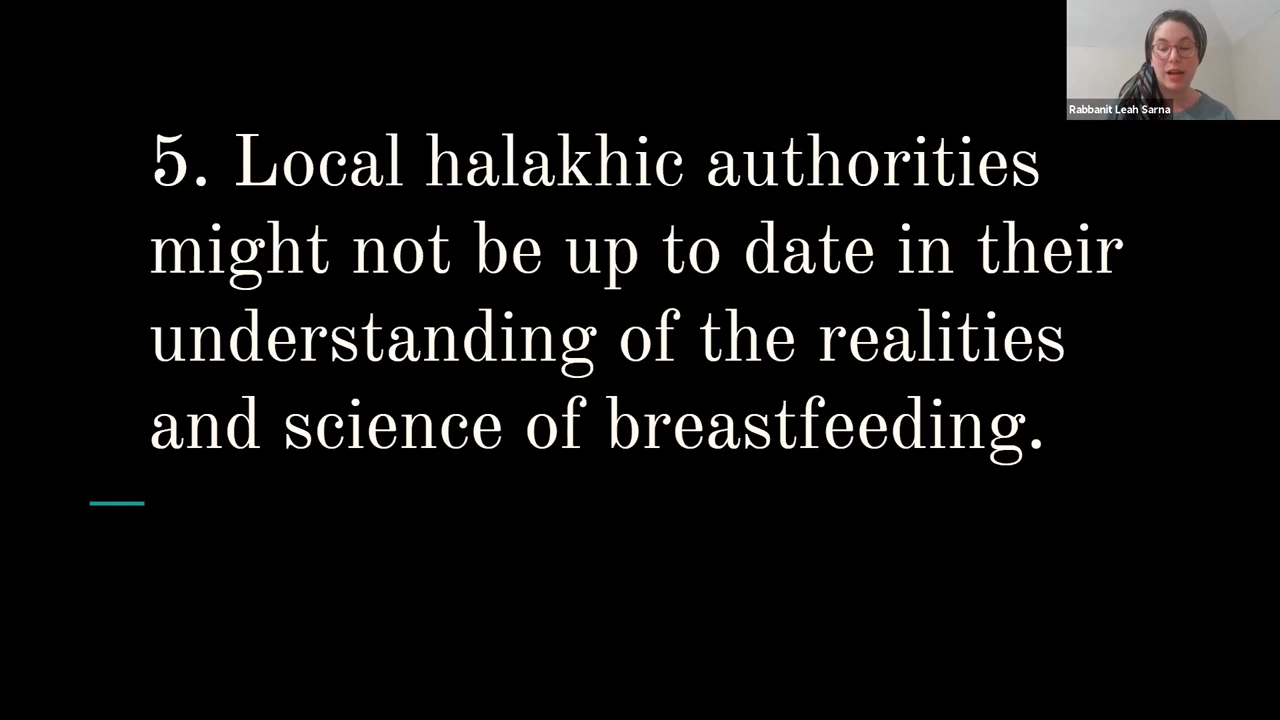 Rabbanit Leah Sarna
5. Local halakhic authorities
might not be up to date in their
understanding of the realities
and science of breastfeeding.